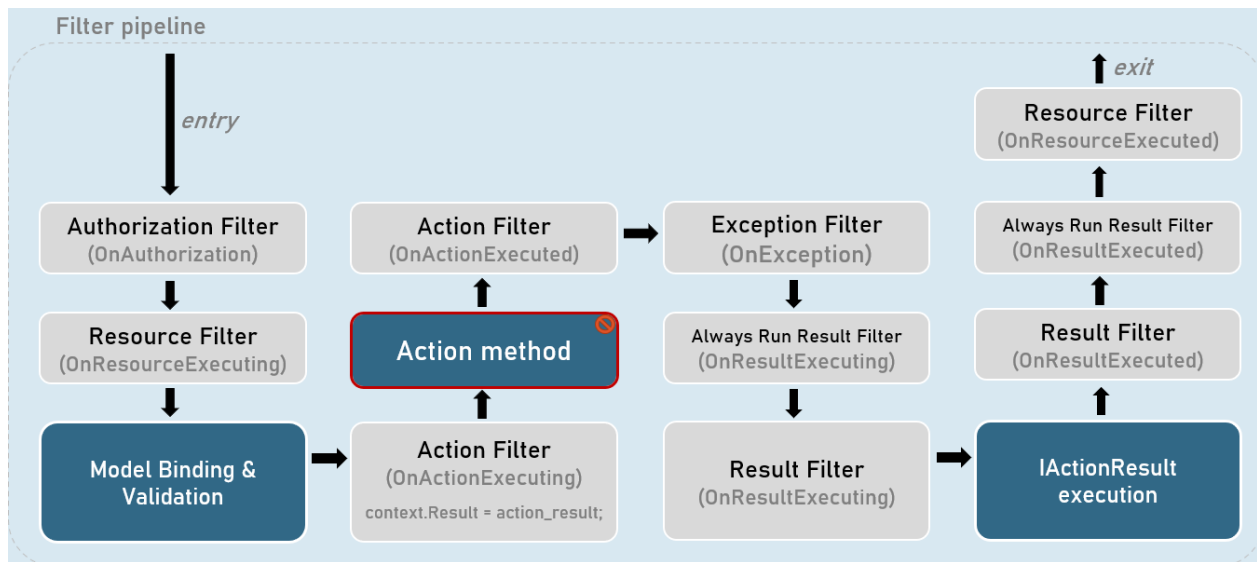 Filter pipeline
entry
Authorization Filter
(OnAuthorization)
Resource Filter
(OnResourceExecuting)
Model Binding &
Validation
Action Filter
(OnActionExecuting)
context.Result = action_result;
Action method
Action Filter
(OnActionExecuted)
Exception Filter
(OnException)
Always Run Result Filter
(OnResultExecuting)
Result Filter
(OnResultExecuting)
IActionResult
execution
Result Filter
(OnResultExecuted)
Always Run Result Filter
(OnResultExecuted)
Resource Filter
(OnResourceExecuted)
exit